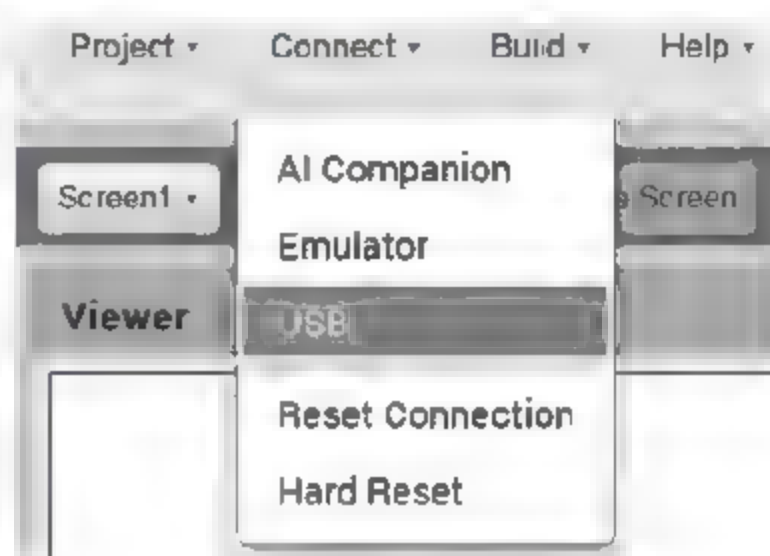 Project ▾ Connect ▾ Build ▾ Help ▾
AI Companion
Screen1 ▾ Screen
Emulator
Viewer USB
Reset Connection
Hard Reset